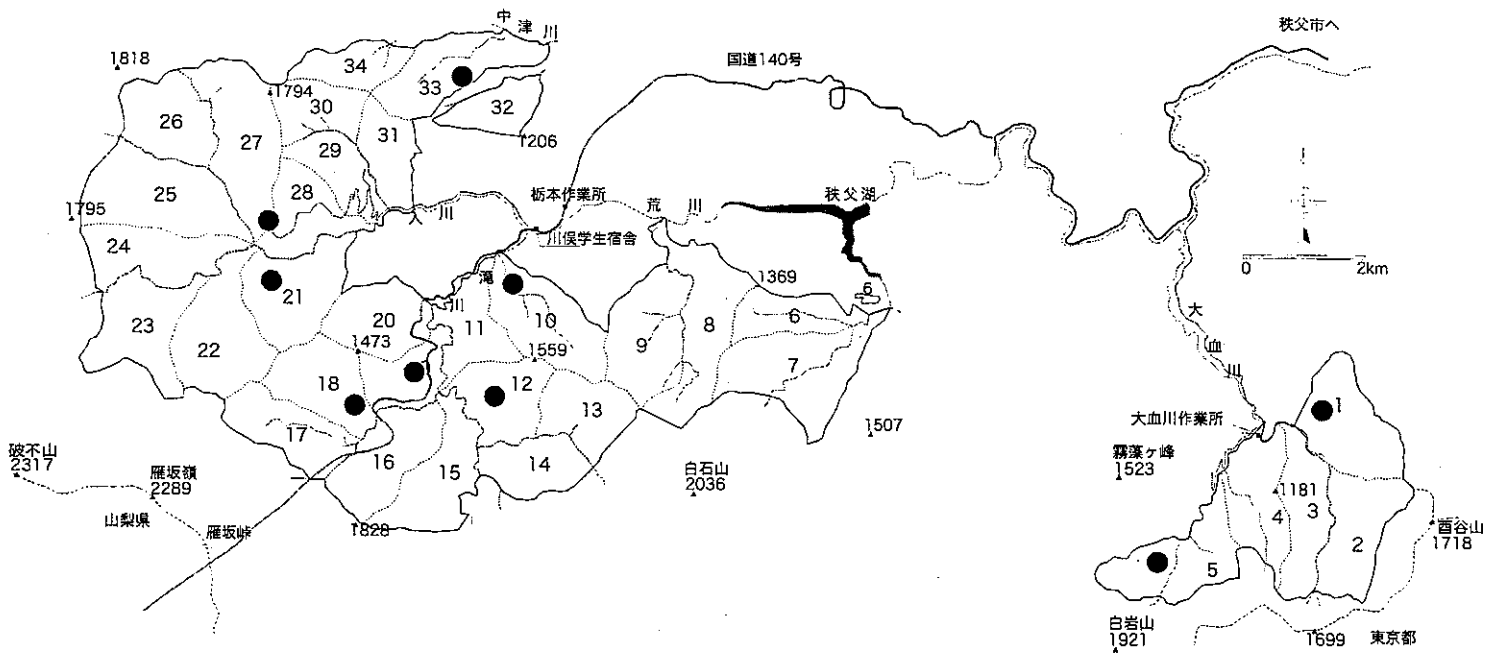 中津川
秩父市へ
国道140号
1818
34
33
1794
30
32
26
27
31
1206
29
25
28
栃本作業所
荒川
秩父湖
1795
川
入
川俣学生宿舎
24
0 2km
滝
川
1369
6
21
10
6
大血川
23
20
11
9
8
22
1473
1559
7
18
12
1
13
大血川作業所
1507
17
霧藻ヶ峰
1523
破不山
2317
雁坂嶺
2289
16
15
14
白石山
2036
1181
4
3
2
酉谷山
1718
山梨県
雁坂峠
1828
5
白岩山
1921
1699
東京都